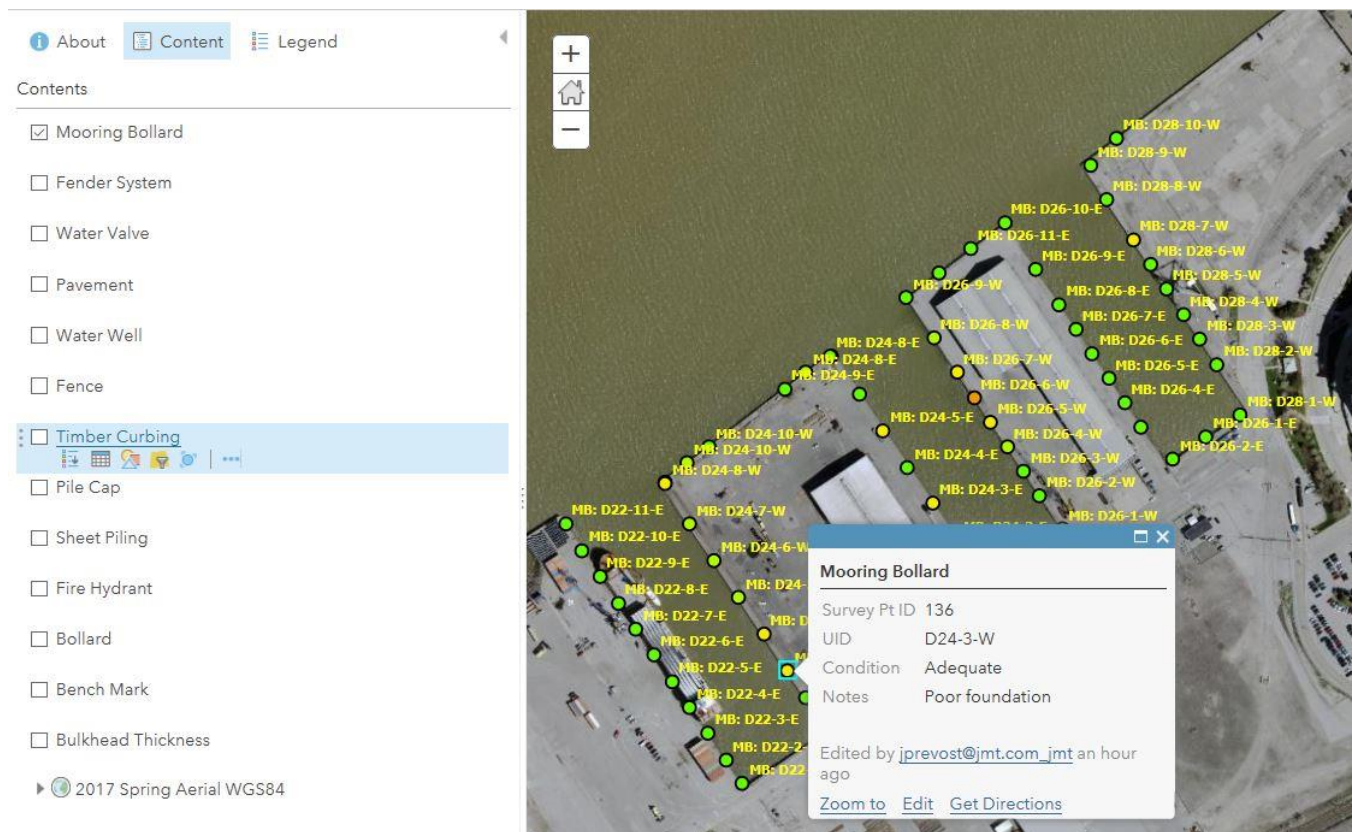 About Content Legend
Contents
Mooring Bollard
Fender System
Water Valve
Pavement
Water Well
Fence
Timber Curbing
Pile Cap
Sheet Piling
Fire Hydrant
Bollard
Bench Mark
Bulkhead Thickness
2017 Spring Aerial WGS84
+
−
MB: D28-10-W
MB: D28-9-W
MB: D28-8-W
MB: D26-10-E
MB: D28-7-W
MB: D26-11-E
MB: D28-6-W
MB: D26-9-E
MB: D28-5-W
MB: D26-9-W
MB: D26-8-E
MB: D28-4-W
MB: D26-7-E
MB: D26-8-W
MB: D28-3-W
MB: D24-8-E
MB: D26-6-E
MB: D28-2-W
MB: D24-8-E
MB: D26-7-W
MB: D26-5-E
MB: D24-9-E
MB: D26-6-W
MB: D26-4-E
MB: D28-1-W
MB: D24-5-E
MB: D26-5-W
MB: D26-1-E
MB: D24-10-W
MB: D26-4-W
MB: D26-2-E
MB: D24-10-W
MB: D24-4-E
MB: D26-3-W
MB: D24-8-W
MB: D26-2-W
MB: D24-3-E
MB: D22-11-E
MB: D24-7-W
MB: D26-1-W
MB: D22-10-E
MB: D24-6-W
MB: D22-9-E
MB: D24-
MB: D22-8-E
MB: D22-7-E
MB: D
MB: D22-6-E
MB: D22-5-E
MB: D22-4-E
MB: D22-3-E
MB: D22-2-
MB: D22
Mooring Bollard
Survey Pt ID 136
UID D24-3-W
Condition Adequate
Notes Poor foundation
Edited by jprevost@jmt.com_jmt an hour
ago
Zoom to Edit Get Directions